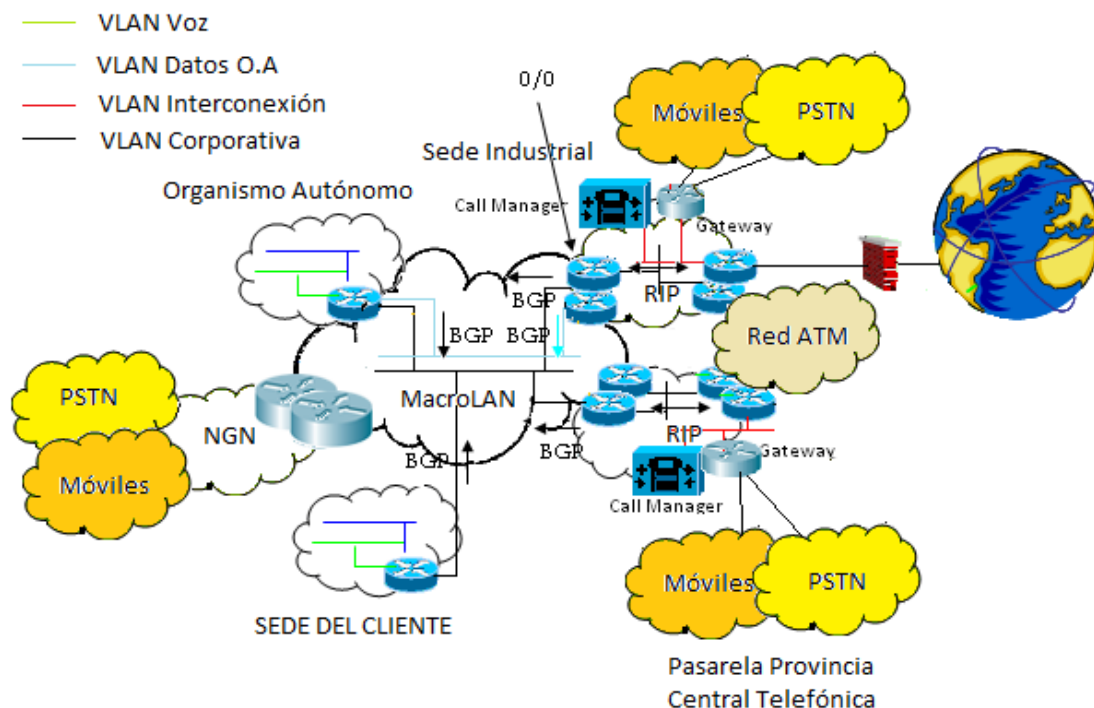 VLAN Voz
VLAN Datos O.A
VLAN Interconexión
VLAN Corporativa
0/0
Móviles
PSTN
Sede Industrial
Organismo Autónomo
Call Manager
Gateway
BGP
RIP
BGP
BGP
Red ATM
PSTN
MacroLAN
NGN
RIP
BGP
BGP
Gateway
Móviles
Call Manager
Móviles
PSTN
SEDE DEL CLIENTE
Pasarela Provincia
Central Telefónica